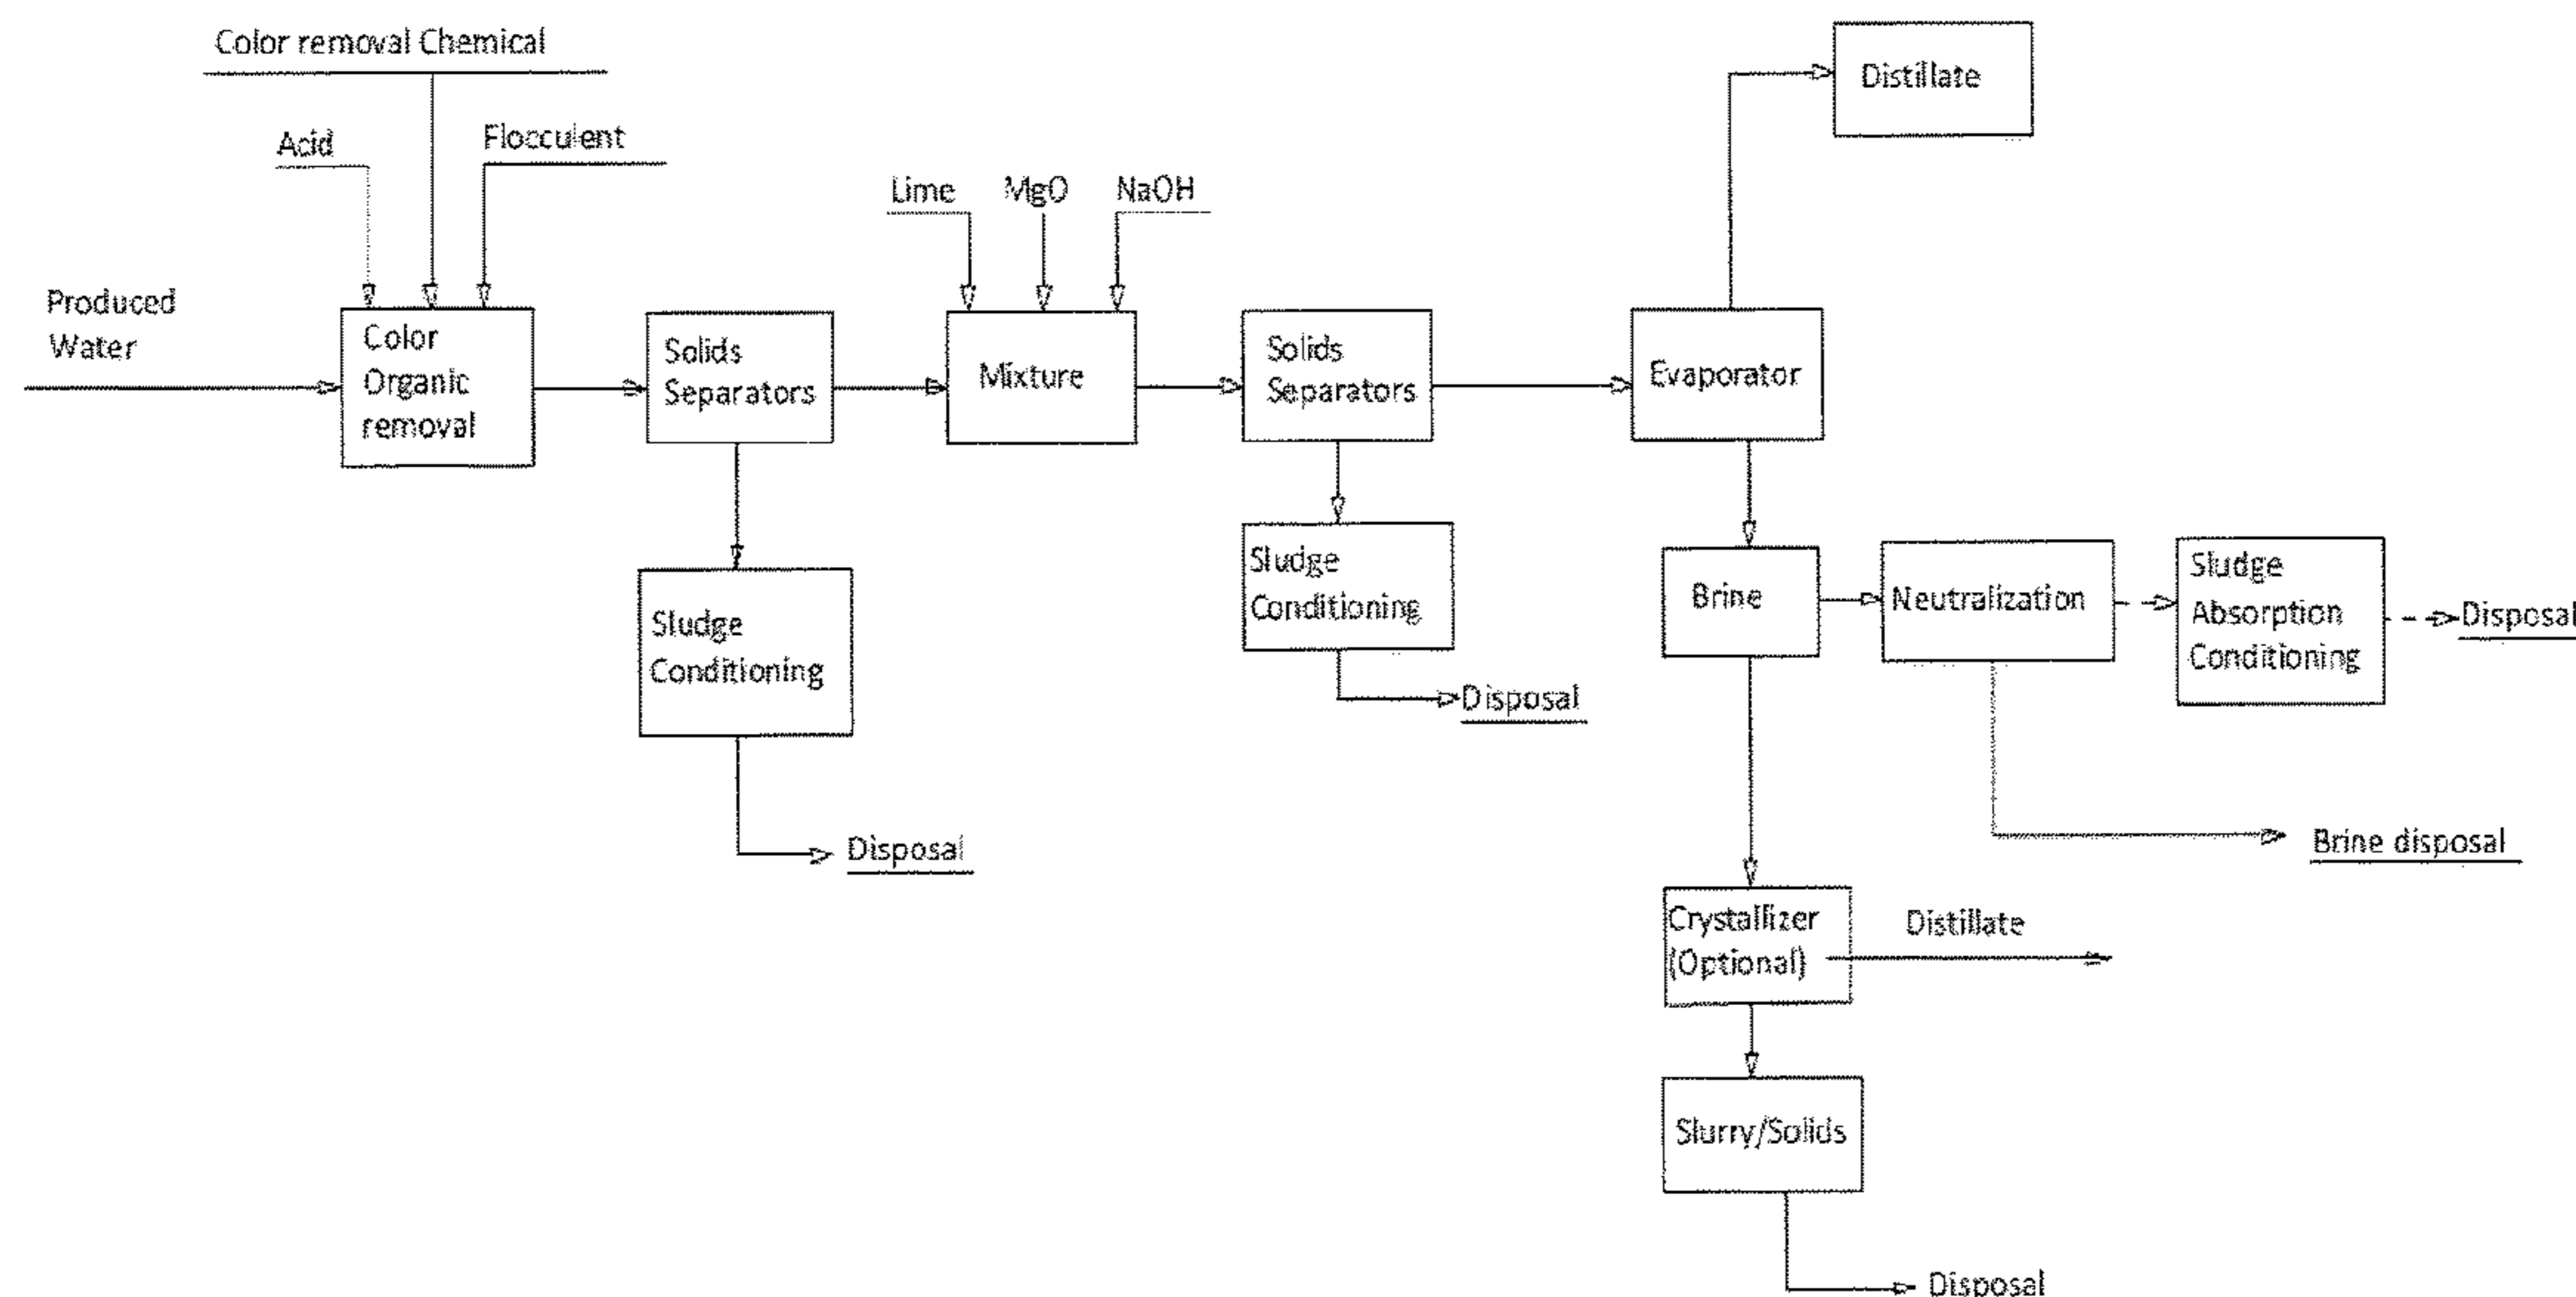 Color removal Chemical
Distillate
Acid
Flocculent
Lime
MgO
NaOH
Produced
Water
Color
Organic
removal
Solids
Separators
Mixture
Solids
Separators
Evaporator
Sludge
Conditioning
Disposal
Sludge
Conditioning
Disposal
Brine
Neutralization
Sludge
Absorption
Conditioning
Disposal
Brine disposal
Crystallizer
(Optional)
Distillate
Slurry/Solids
Disposal